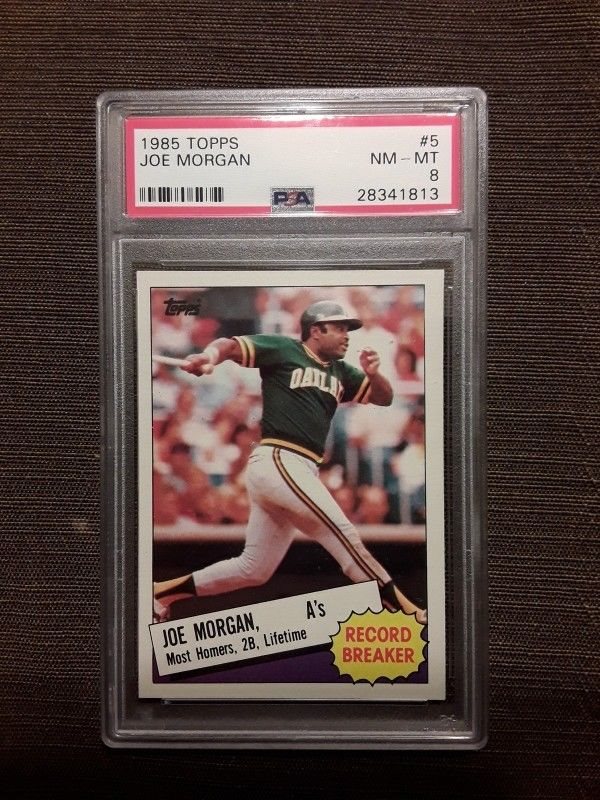 1985 TOPPS #5
JOE MORGAN NM – MT
8
PSA 28341813
Topps
OAKLA
JOE MORGAN, A's
Most Homers, 2B, Lifetime
RECORD
BREAKER